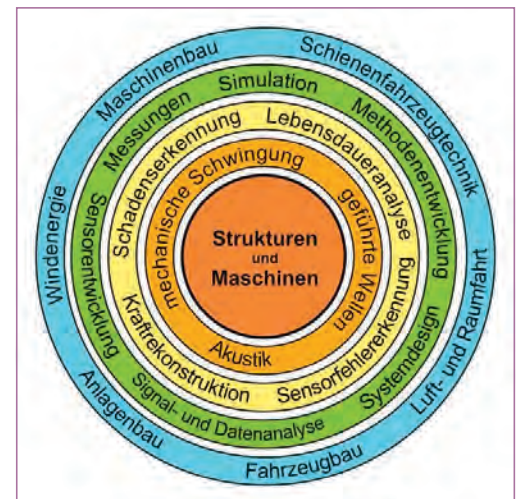 Maschinenbau
Schienenfahrzeugtechnik
Luft- und Raumfahrt
Fahrzeugbau
Anlagenbau
Windenergie
Messungen
Simulation
Methodenentwicklung
Systemdesign
Signal- und Datenanalyse
Sensorentwicklung
Schadenserkennung
Lebensdaueranalyse
Sensorfehlererkennung
Kraftrekonstruktion
mechanische Schwingung
geführte Wellen
Akustik
Strukturen
und
Maschinen